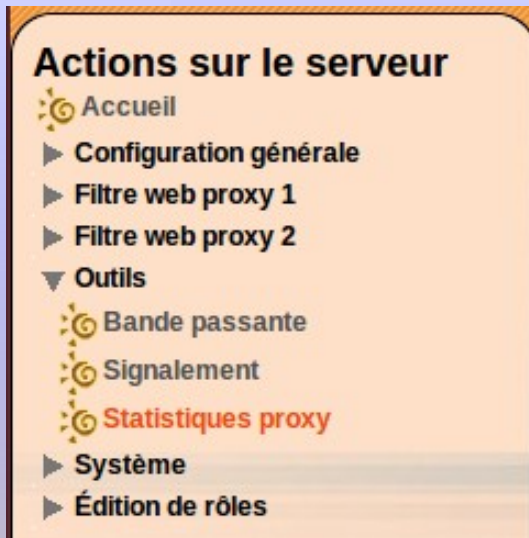 Actions sur le serveur
Accueil
Configuration générale
Filtre web proxy 1
Filtre web proxy 2
Outils
Bande passante
Signalement
Statistiques proxy
Système
Édition de rôles